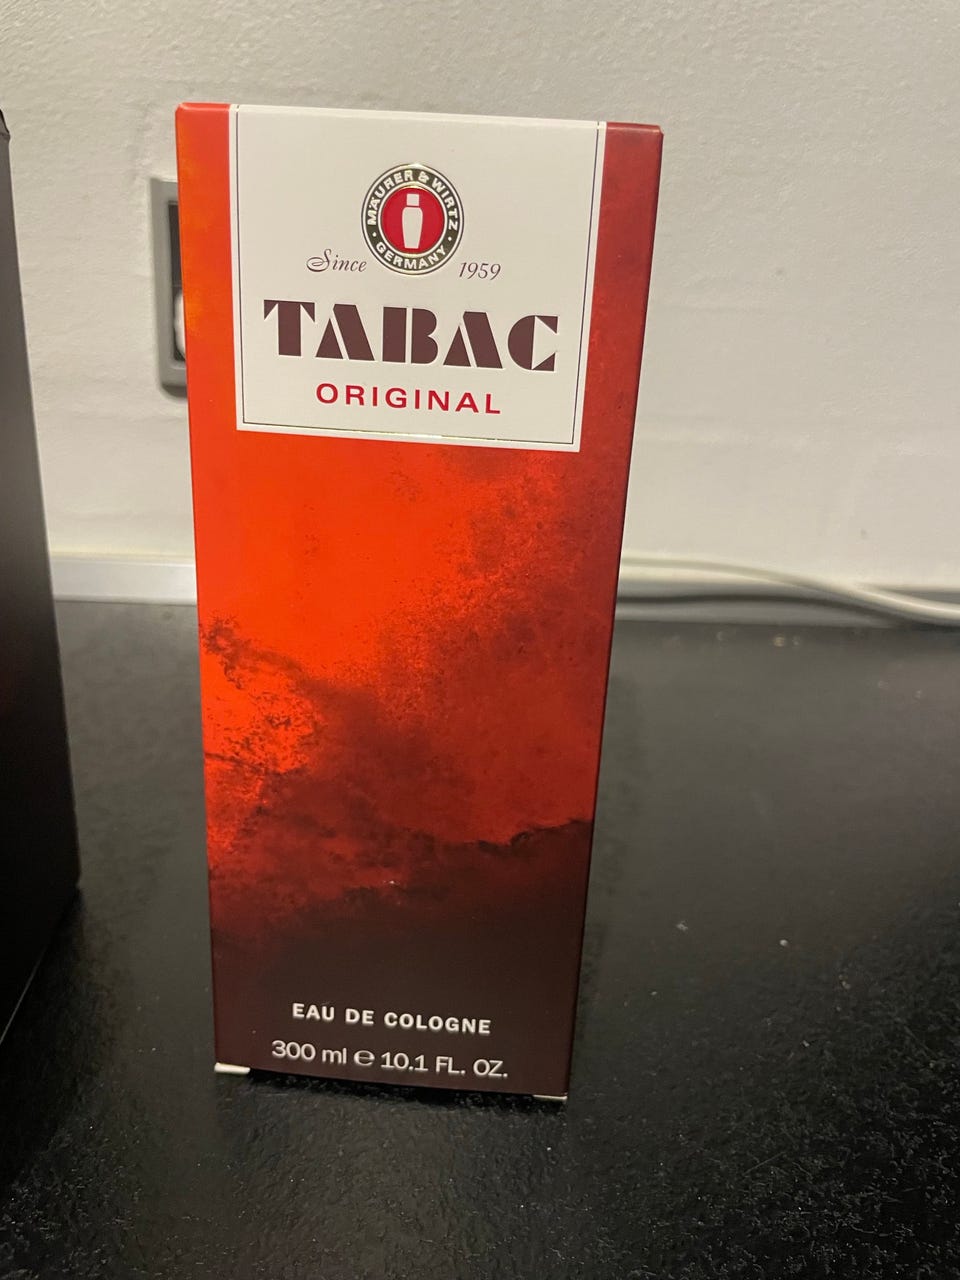 MÄURER & WIRTZ
· GERMANY ·
Since 1959
TABAC
ORIGINAL
EAU DE COLOGNE
300 ml ℮ 10.1 FL. OZ.